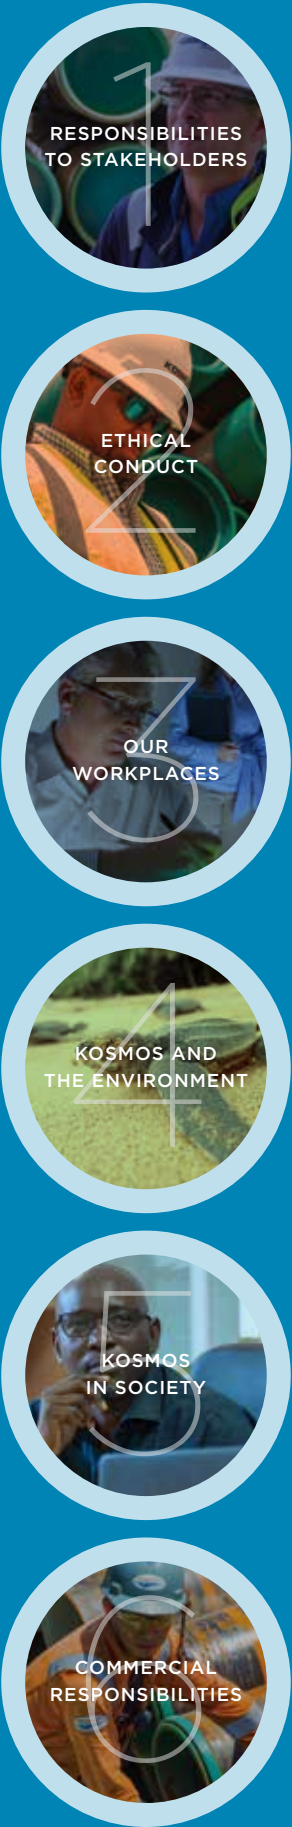 1
RESPONSIBILITIES
TO STAKEHOLDERS
2
ETHICAL
CONDUCT
3
OUR
WORKPLACES
4
KOSMOS AND
THE ENVIRONMENT
5
KOSMOS
IN SOCIETY
6
COMMERCIAL
RESPONSIBILITIES